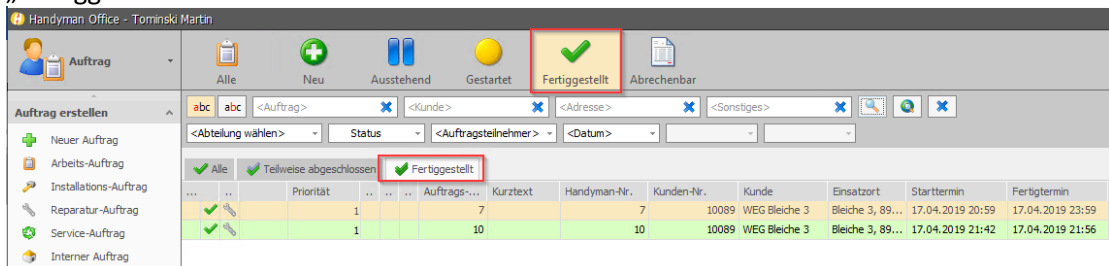 Handyman Office - Tominski Martin
Auftrag
Alle Neu Ausstehend Gestartet Fertiggestellt Abrechenbar
Auftrag erstellen
abc abc <Auftrag> <Kunde> <Adresse> <Sonstiges>
<Abteilung wählen> Status <Auftragsteilnehmer> <Datum>
Neuer Auftrag
Arbeits-Auftrag
Installations-Auftrag
Reparatur-Auftrag
Service-Auftrag
Interner Auftrag
Alle Teilweise abgeschlossen Fertiggestellt
... .. Priorität .. .. .. Auftrags-... Kurztext Handyman-Nr. Kunden-Nr. Kunde Einsatzort Starttermin Fertigtermin
1 7 7 10089 WEG Bleiche 3 Bleiche 3, 89... 17.04.2019 20:59 17.04.2019 23:59
1 10 10 10089 WEG Bleiche 3 Bleiche 3, 89... 17.04.2019 21:42 17.04.2019 21:56